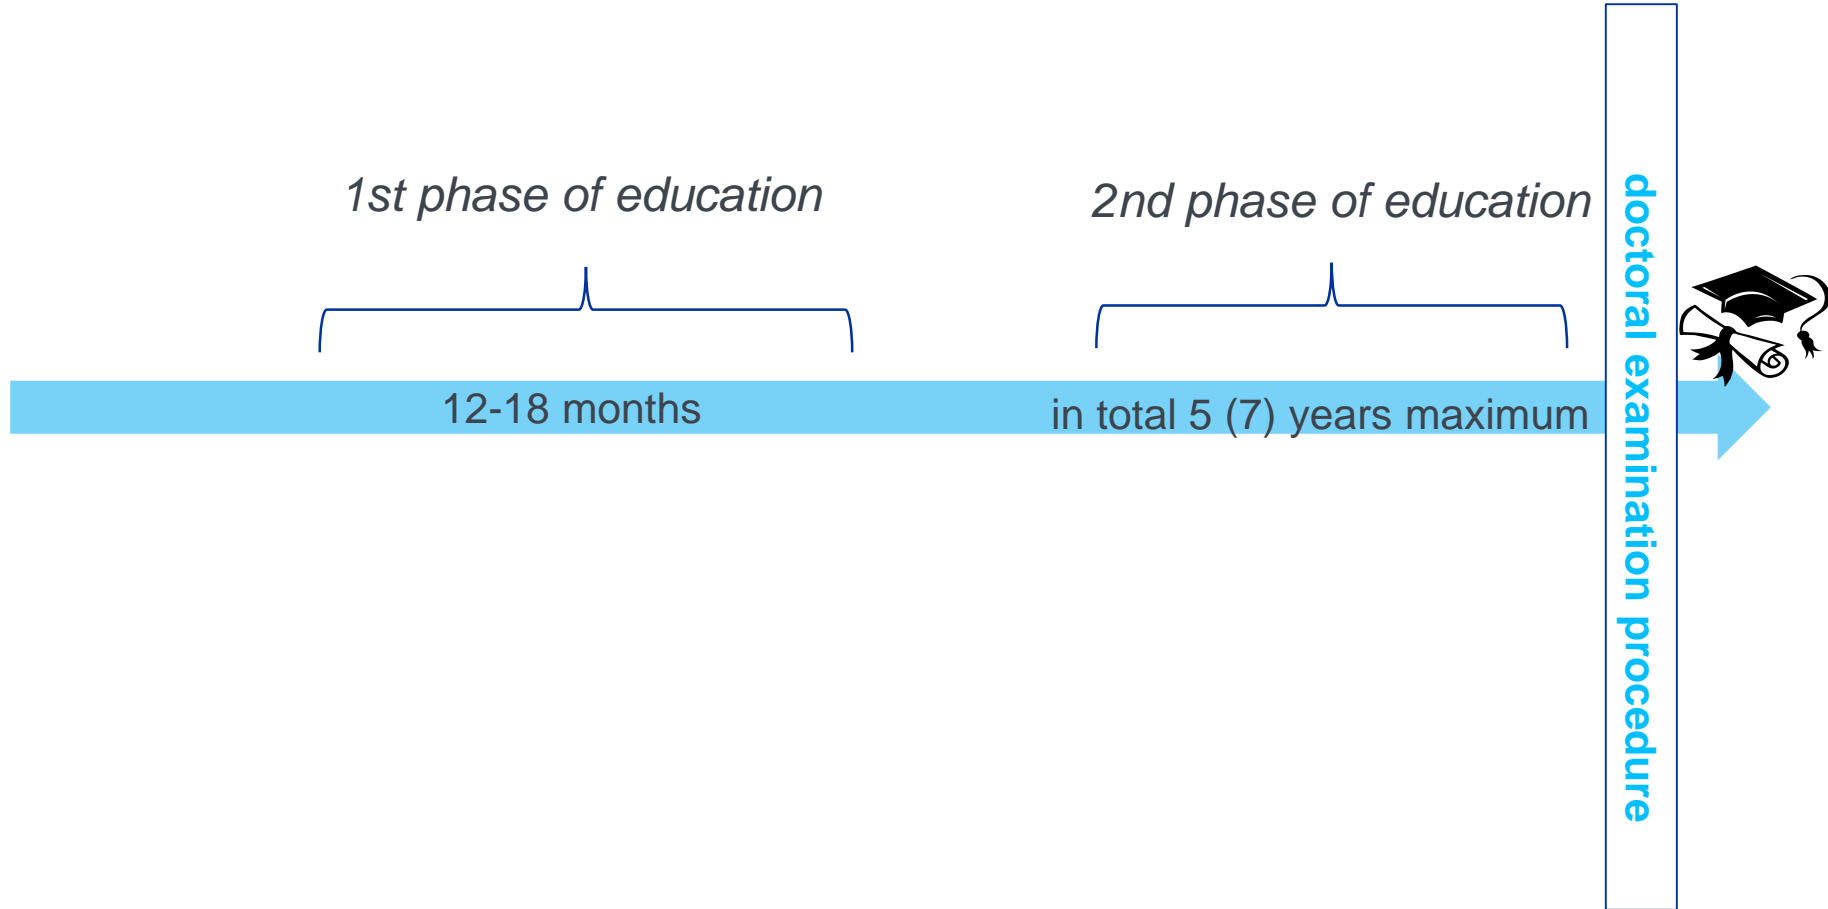 1st phase of education
2nd phase of education
12-18 months
in total 5 (7) years maximum
doctoral examination procedure